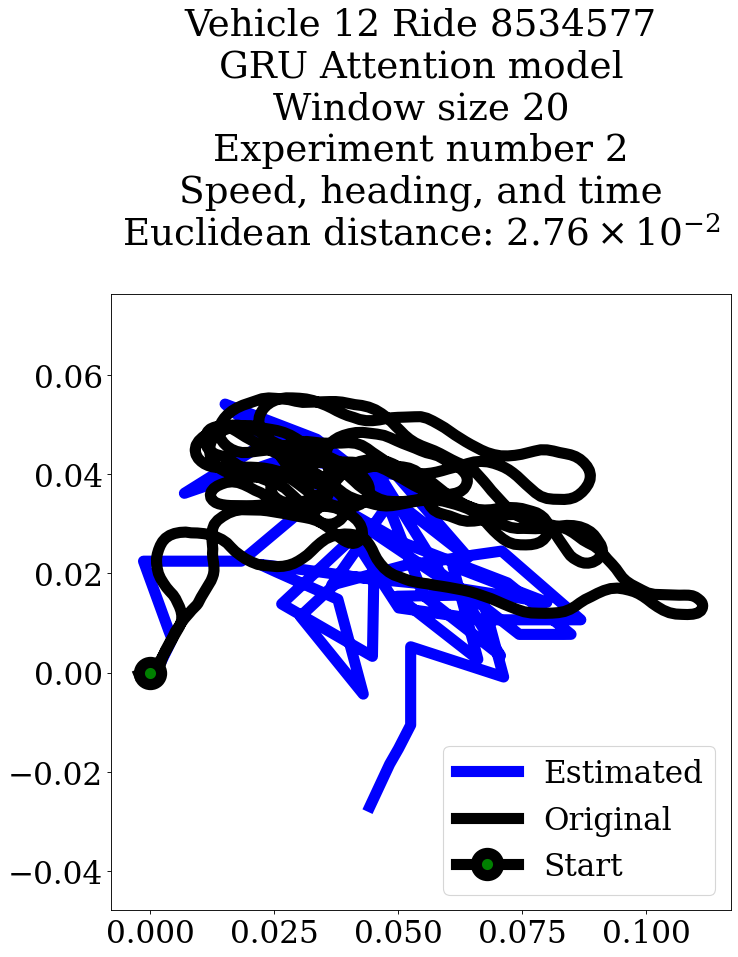 Vehicle 12 Ride 8534577
GRU Attention model
Window size 20
Experiment number 2
Speed, heading, and time
Euclidean distance: 2.76 × 10⁻²
0.06
0.04
0.02
0.00
−0.02
−0.04
0.000 0.025 0.050 0.075 0.100
Estimated
Original
Start